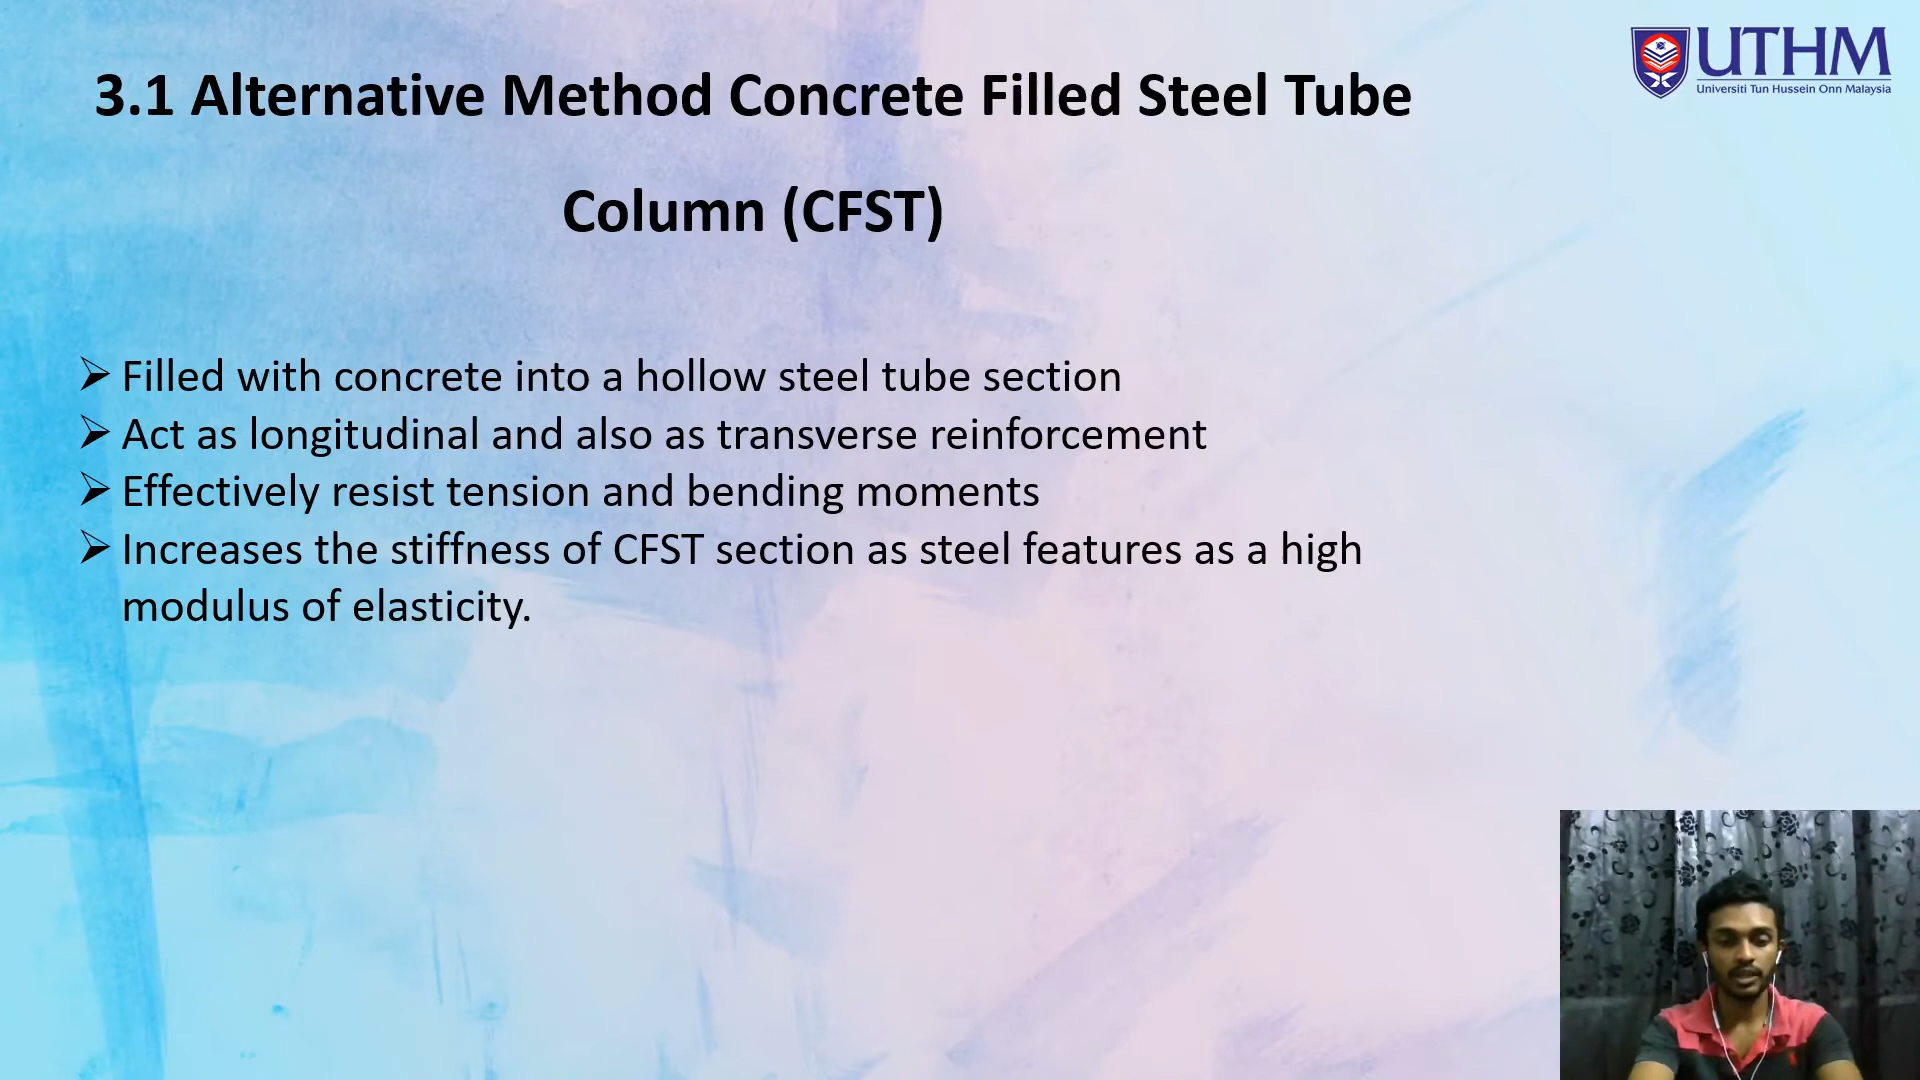 UTHM
Universiti Tun Hussein Onn Malaysia
3.1 Alternative Method Concrete Filled Steel Tube
Column (CFST)
Filled with concrete into a hollow steel tube section
Act as longitudinal and also as transverse reinforcement
Effectively resist tension and bending moments
Increases the stiffness of CFST section as steel features as a high
modulus of elasticity.